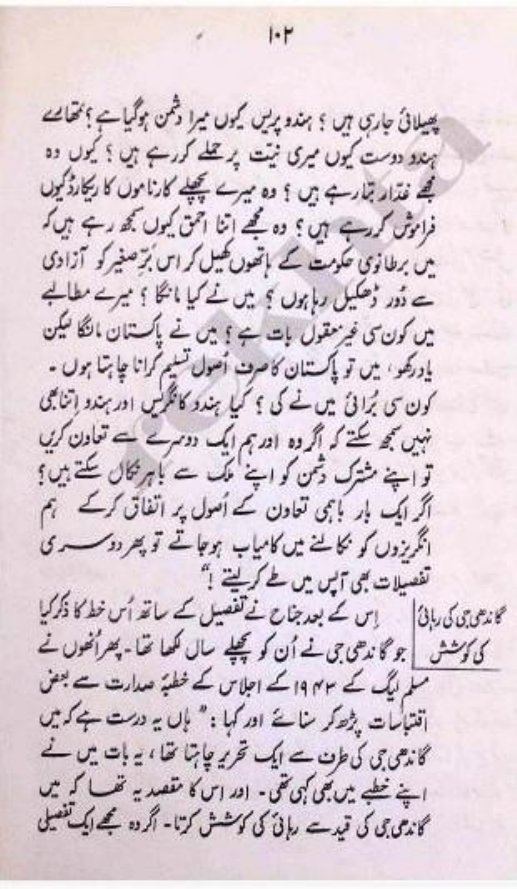 ۱۰۲
پھیلائی جارہی ہیں ؟ ہندو پریس کیوں میرا دشمن ہوگیا ہے ؟ تمھارے
ہندو دوست کیوں میری نیت پر حملے کررہے ہیں ؟ کیوں وہ
مجھے غدّار بتا رہے ہیں ؟ وہ میرے پچھلے کارناموں کا ریکارڈ کیوں
فراموش کررہے ہیں ؟ وہ مجھے اتنا احمق کیوں سمجھ رہے ہیں کہ
میں برطانوی حکومت کے ہاتھوں کھیل کر اس برّصغیر کو آزادی
سے دُور ڈھکیل رہا ہوں ؟ میں نے کیا مانگا ؟ میرے مطالبے
میں کون سی غیر معقول بات ہے ؟ میں نے پاکستان مانگا لیکن
یاد رکھو، میں تو پاکستان کا صرف اُصول تسلیم کرانا چاہتا ہوں ۔
کون سی بُرائی میں نے کی ؟ کیا ہندو کانگریس اور ہندو اِتنا بھی
نہیں سمجھ سکتے کہ اگر وہ اور ہم ایک دوسرے سے تعاون کریں
تو اپنے مشترک دشمن کو اپنے ملک سے باہر نکال سکتے ہیں ؟
اگر ایک بار باہمی تعاون کے اُصول پر اتفاق کرکے ہم
انگریزوں کو نکالنے میں کامیاب ہوجاتے تو پھر دوسری
تفصیلات بھی آپس میں طے کرلیتے !"
گاندھی جی کی رہائی
کی کوشش
اِس کے بعد جناح نے تفصیل کے ساتھ اُس خط کا ذکر کیا
جو گاندھی جی نے اُن کو پچھلے سال لکھا تھا ۔ پھر اُنھوں نے
مسلم لیگ کے ۱۹۴۳ کے اجلاس کے خطبۂ صدارت سے بعض
اقتباسات پڑھ کر سنائے اور کہا : "ہاں یہ درست ہے کہ میں
گاندھی جی کی طرف سے ایک تحریر چاہتا تھا ، یہ بات میں نے
اپنے خطبے میں بھی کہی تھی ۔ اور اس کا مقصد یہ تھا کہ میں
گاندھی جی کی قید سے رہائی کی کوشش کرتا ۔ اگر وہ مجھے ایک تفصیلی
rekhta